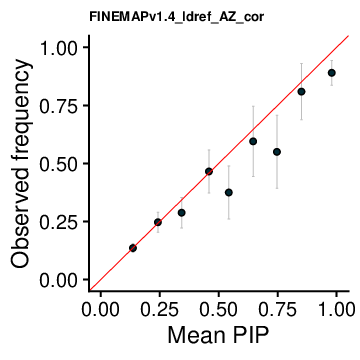 FINEMAPv1.4_ldref_AZ_cor
1.00
0.75
0.50
0.25
0.00
Observed frequency
0.00 0.25 0.50 0.75 1.00
Mean PIP